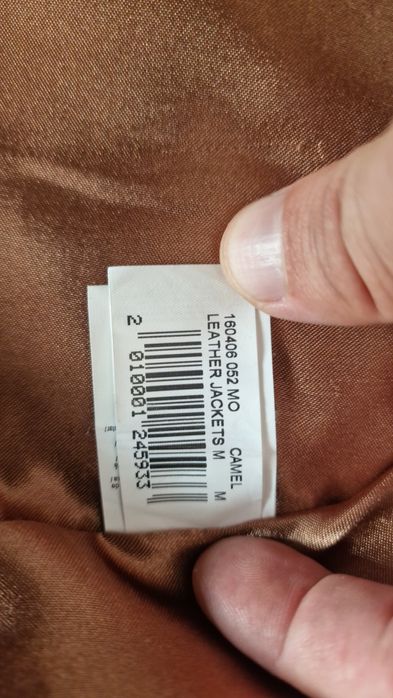 160406 052 MO CAMEL M
LEATHER JACKETS M
2 010001 245933